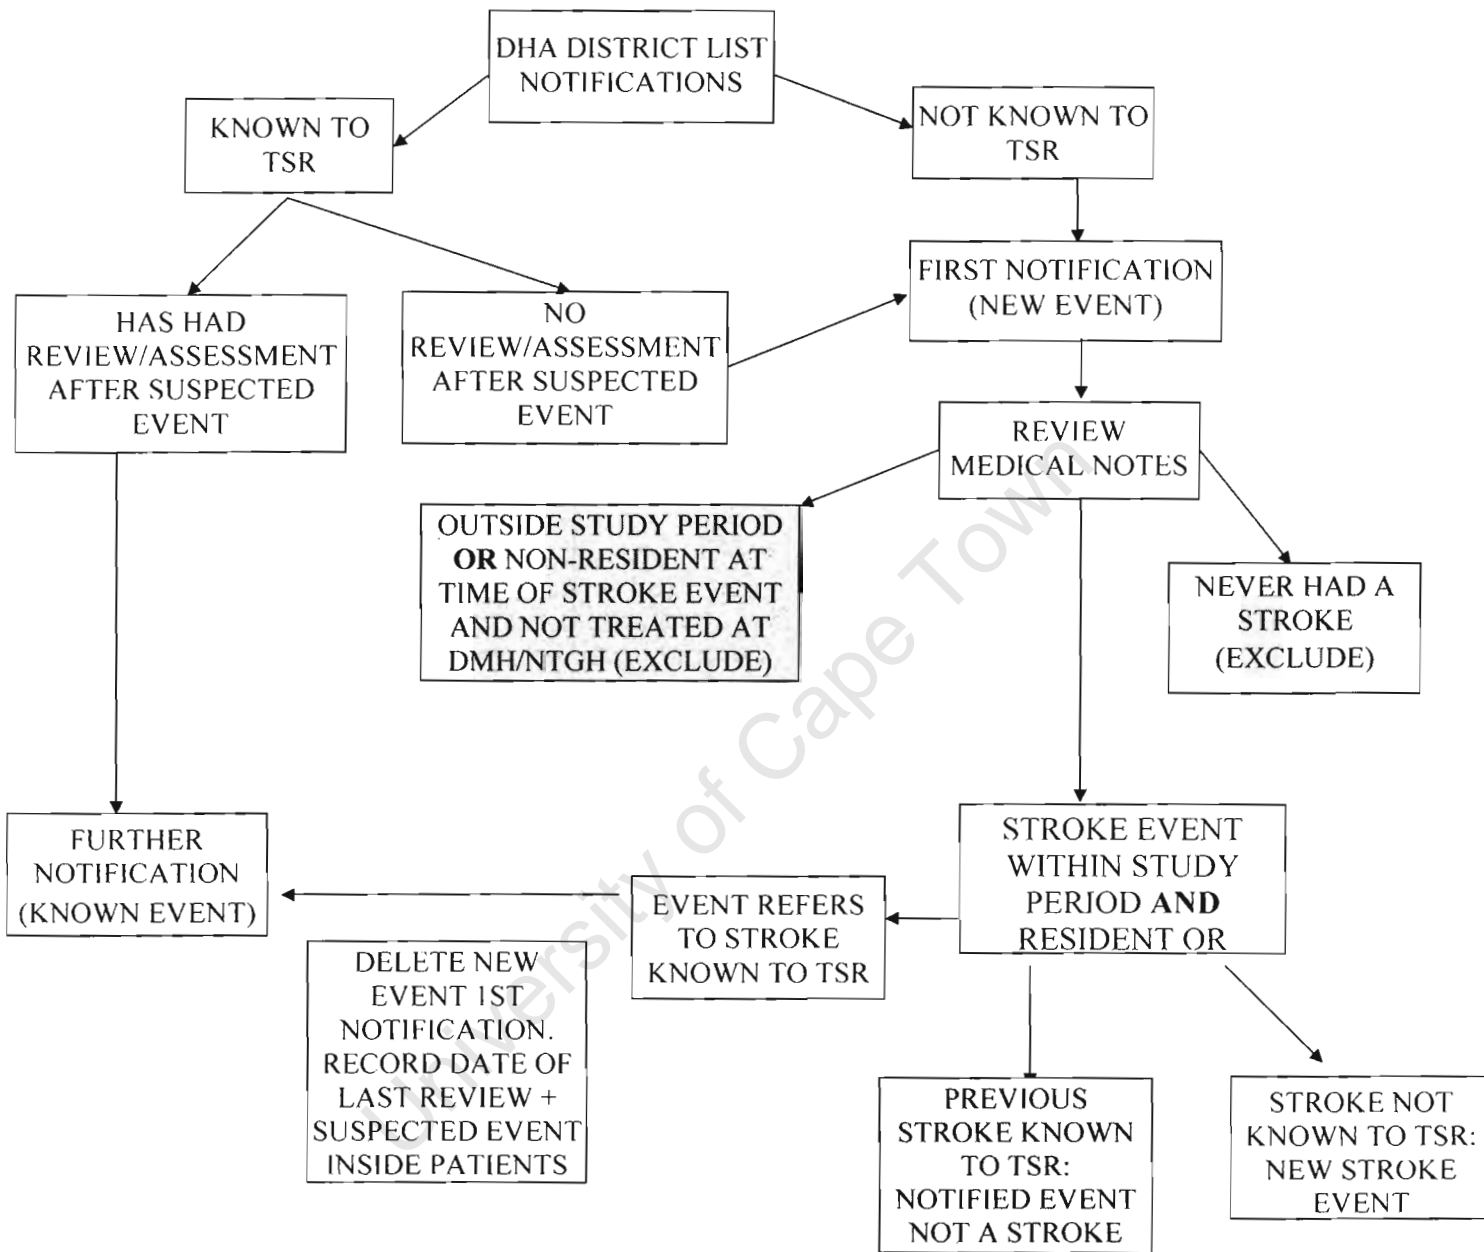 DHA DISTRICT LIST
NOTIFICATIONS
KNOWN TO
TSR
NOT KNOWN TO
TSR
FIRST NOTIFICATION
(NEW EVENT)
HAS HAD
REVIEW/ASSESSMENT
AFTER SUSPECTED
EVENT
NO
REVIEW/ASSESSMENT
AFTER SUSPECTED
EVENT
REVIEW
MEDICAL NOTES
OUTSIDE STUDY PERIOD
OR NON-RESIDENT AT
TIME OF STROKE EVENT
AND NOT TREATED AT
DMH/NTGH (EXCLUDE)
NEVER HAD A
STROKE
(EXCLUDE)
FURTHER
NOTIFICATION
(KNOWN EVENT)
EVENT REFERS
TO STROKE
KNOWN TO TSR
STROKE EVENT
WITHIN STUDY
PERIOD AND
RESIDENT OR
DELETE NEW
EVENT 1ST
NOTIFICATION.
RECORD DATE OF
LAST REVIEW +
SUSPECTED EVENT
INSIDE PATIENTS
PREVIOUS
STROKE KNOWN
TO TSR:
NOTIFIED EVENT
NOT A STROKE
STROKE NOT
KNOWN TO TSR:
NEW STROKE
EVENT
University of Cape Town